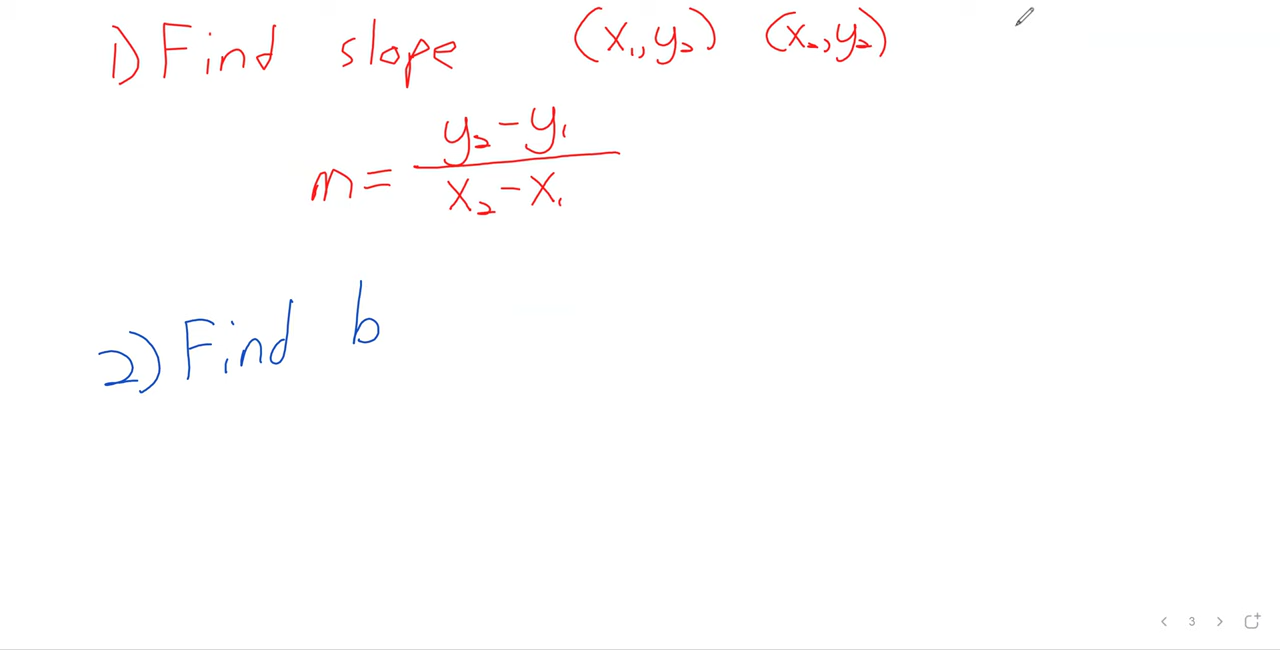 1) Find slope (x₁, y₂) (x₂, y₂)
m = (y₂ - y₁) / (x₂ - x₁)
2) Find b
3